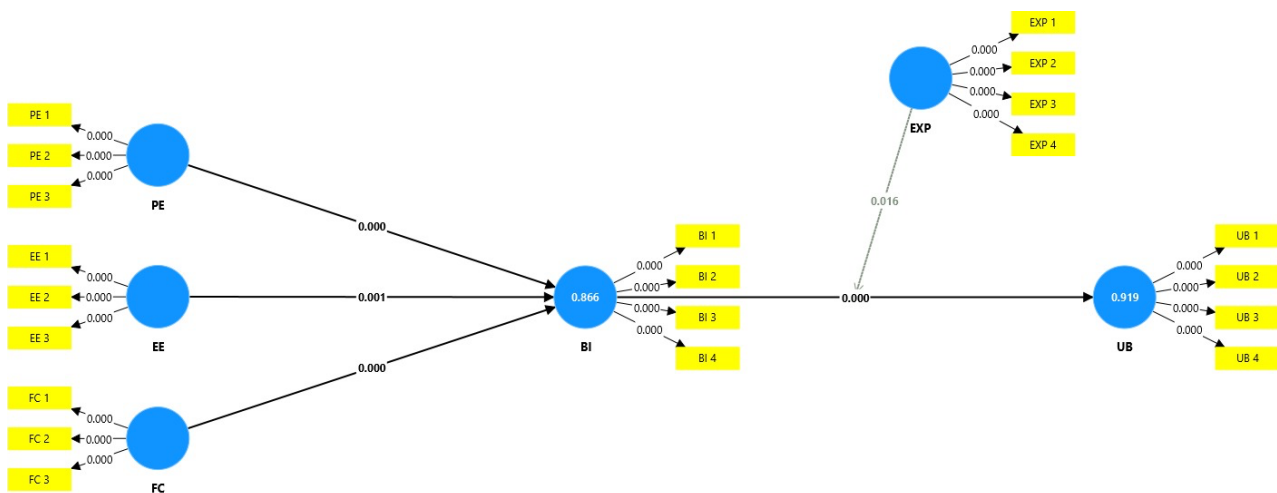 EXP 1
0.000
EXP 2
0.000
EXP 3
0.000
EXP 4
0.000
EXP
0.016
PE 1
0.000
PE 2
0.000
PE 3
0.000
PE
0.000
EE 1
0.000
EE 2
0.000
EE 3
0.000
EE
0.001
FC 1
0.000
FC 2
0.000
FC 3
0.000
FC
0.000
BI 1
0.000
BI 2
0.000
BI 3
0.000
BI 4
0.000
0.866
BI
0.000
UB 1
0.000
UB 2
0.000
UB 3
0.000
UB 4
0.000
0.919
UB